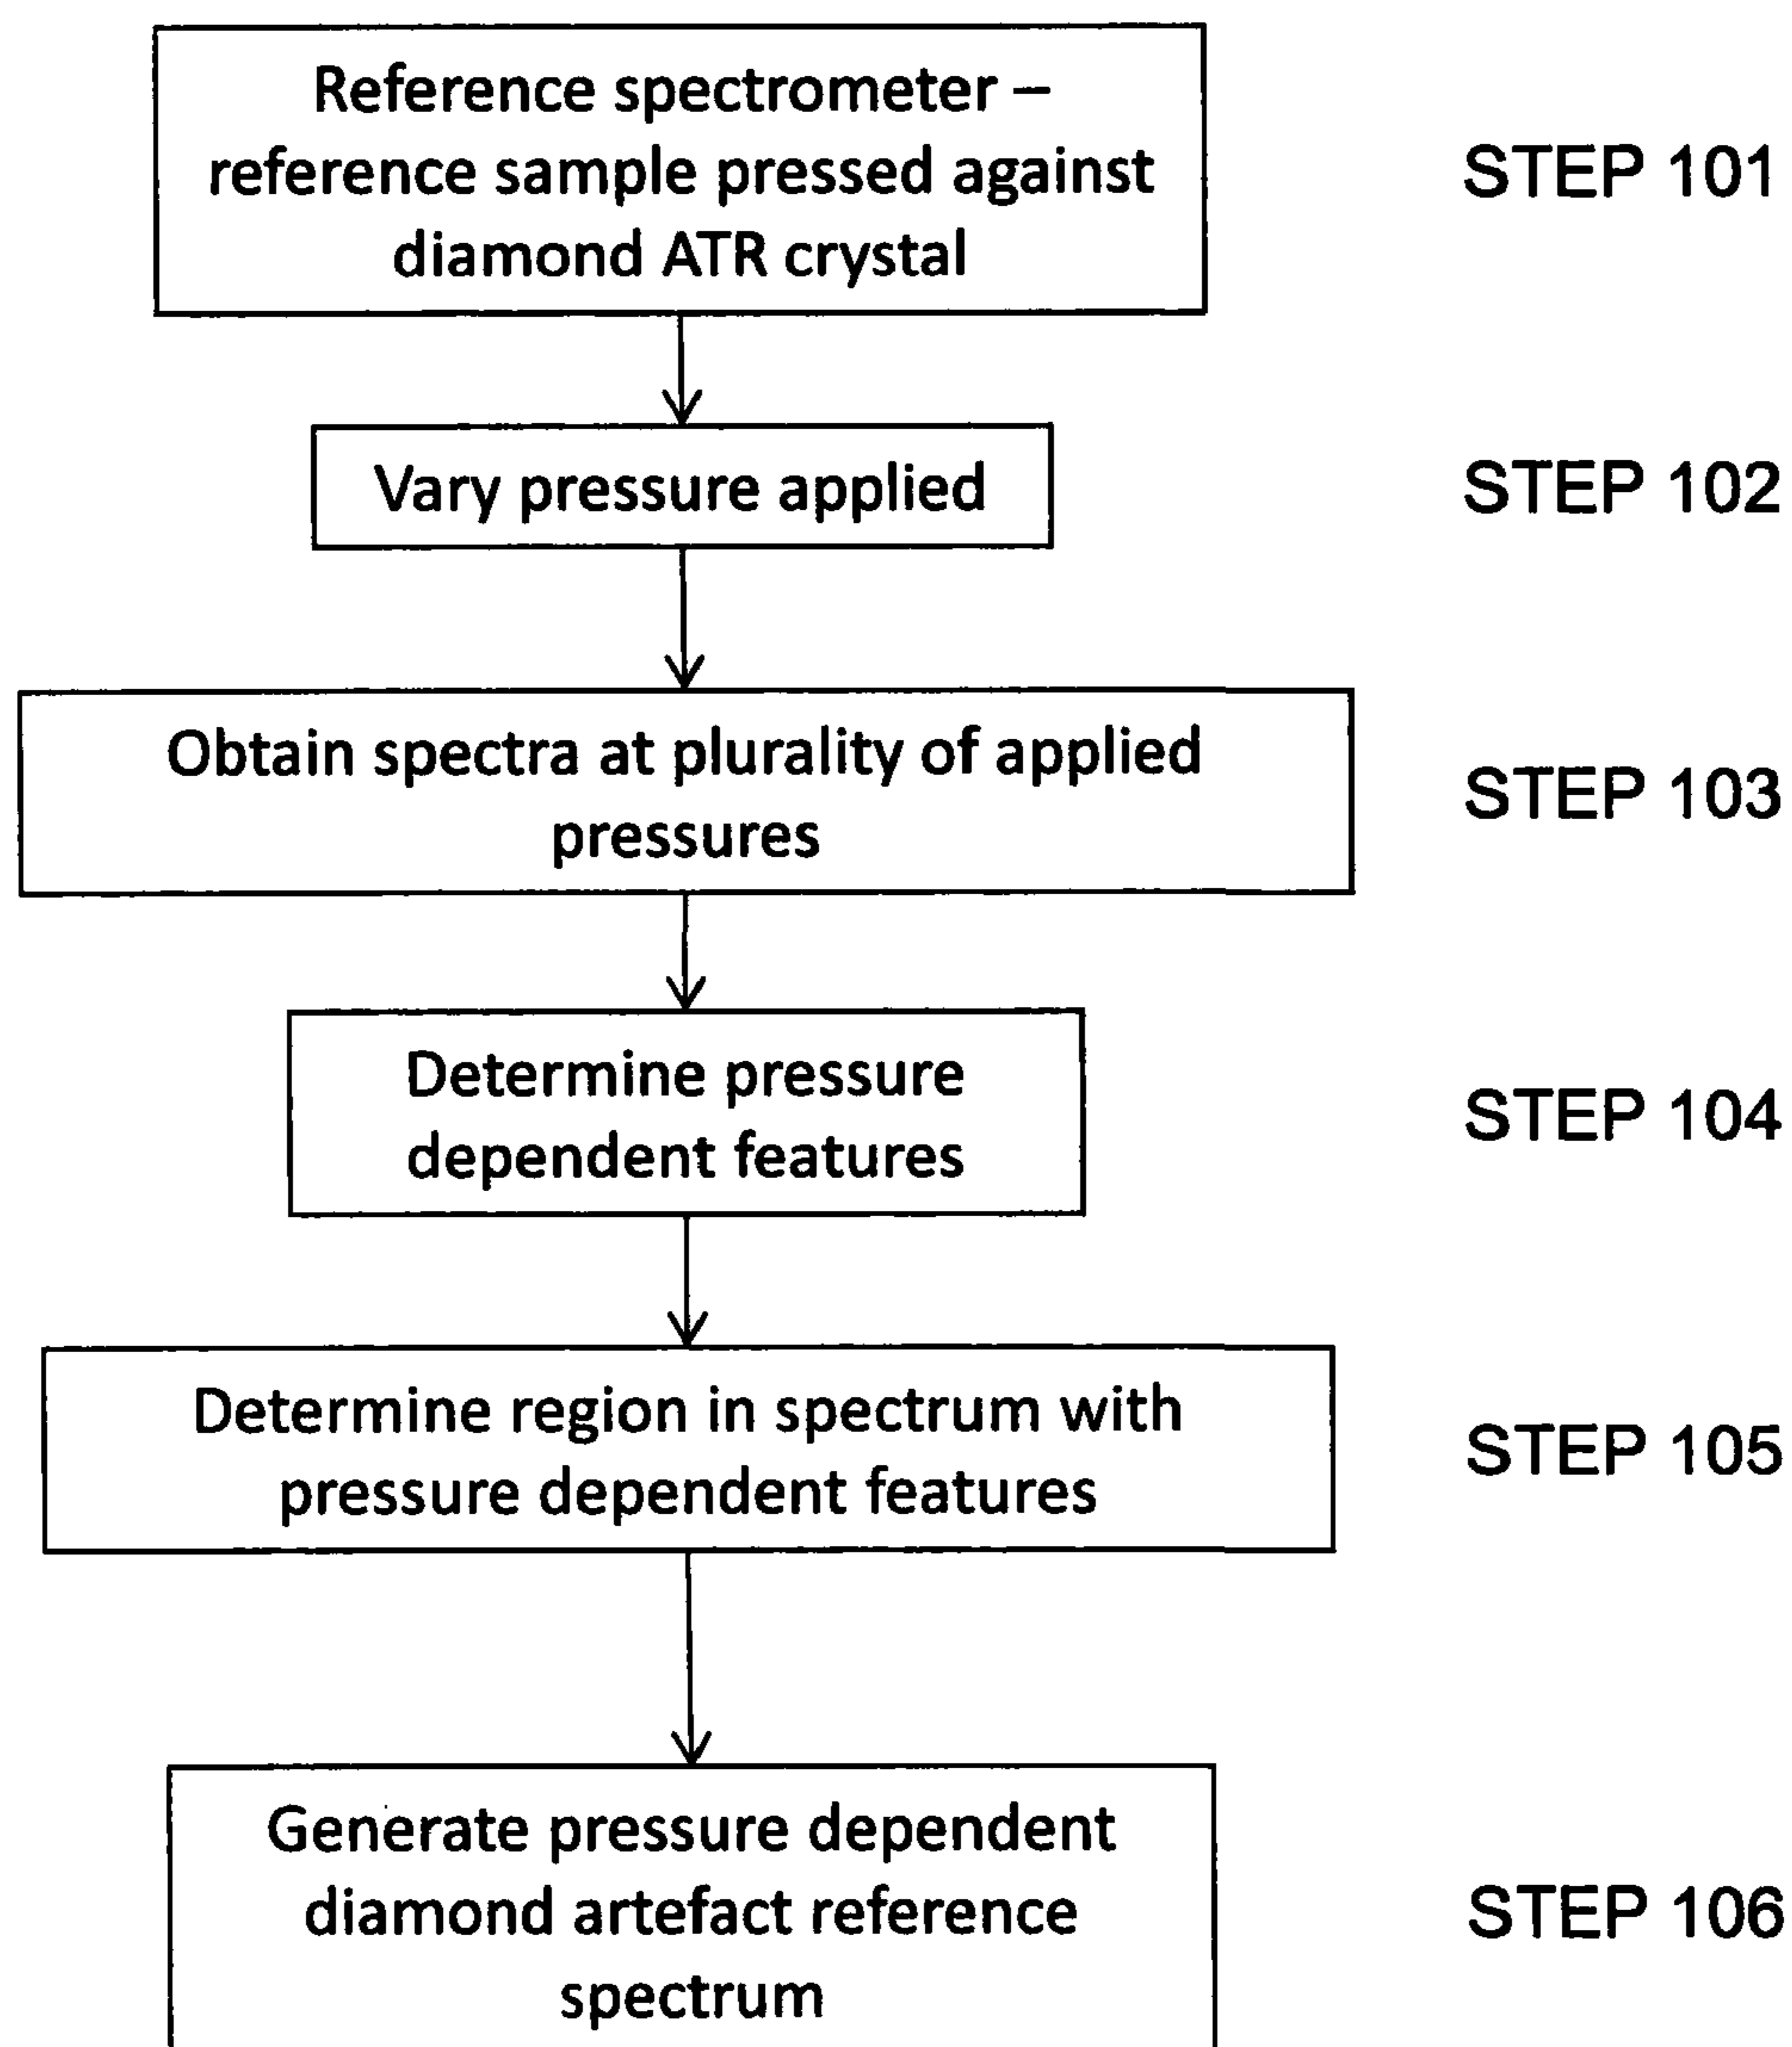 Reference spectrometer –
reference sample pressed against
diamond ATR crystal
STEP 101
Vary pressure applied
STEP 102
Obtain spectra at plurality of applied
pressures
STEP 103
Determine pressure
dependent features
STEP 104
Determine region in spectrum with
pressure dependent features
STEP 105
Generate pressure dependent
diamond artefact reference
spectrum
STEP 106